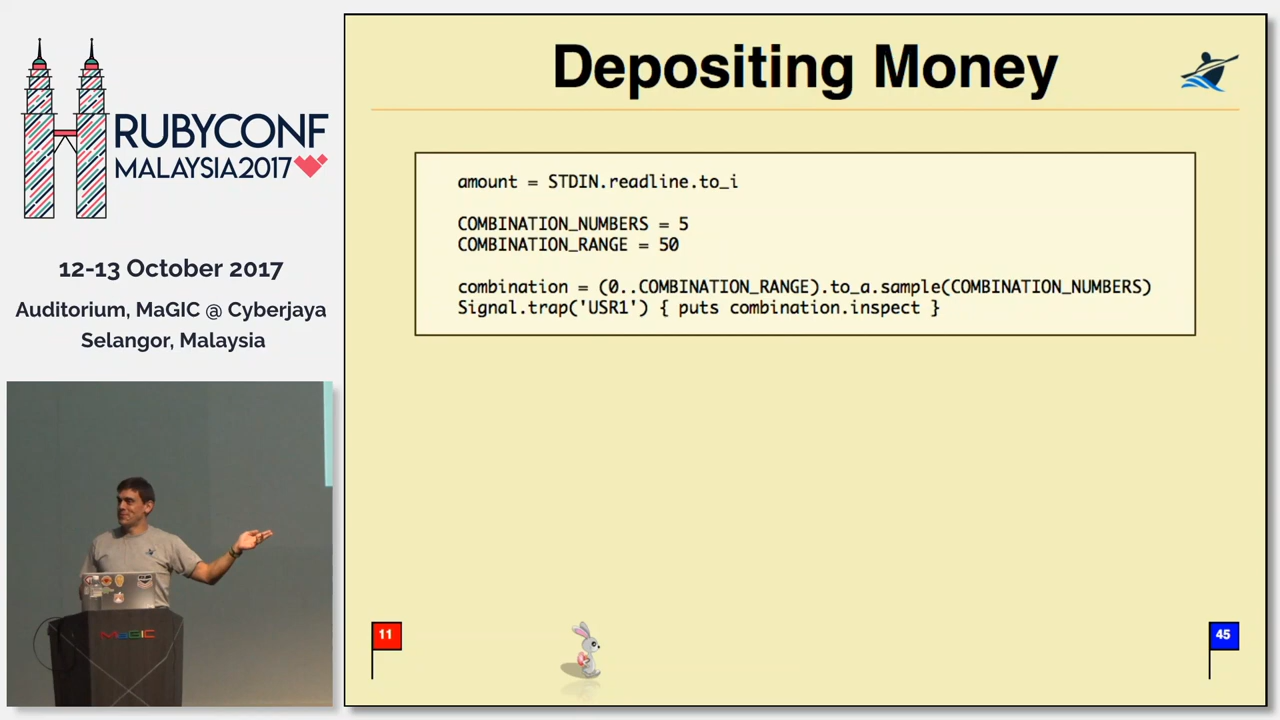 RUBYCONF
MALAYSIA2017
12-13 October 2017
Auditorium, MaGIC @ Cyberjaya
Selangor, Malaysia
MaGIC
Depositing Money
amount = STDIN.readline.to_i
COMBINATION_NUMBERS = 5
COMBINATION_RANGE = 50
combination = (0..COMBINATION_RANGE).to_a.sample(COMBINATION_NUMBERS)
Signal.trap('USR1') { puts combination.inspect }
11
45